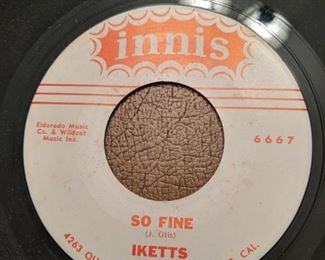 innis
Eldorado Music
Co. & Wildcat
Music Inc.
6667
SO FINE
(J. Otis)
IKETTS
4263 CAL.